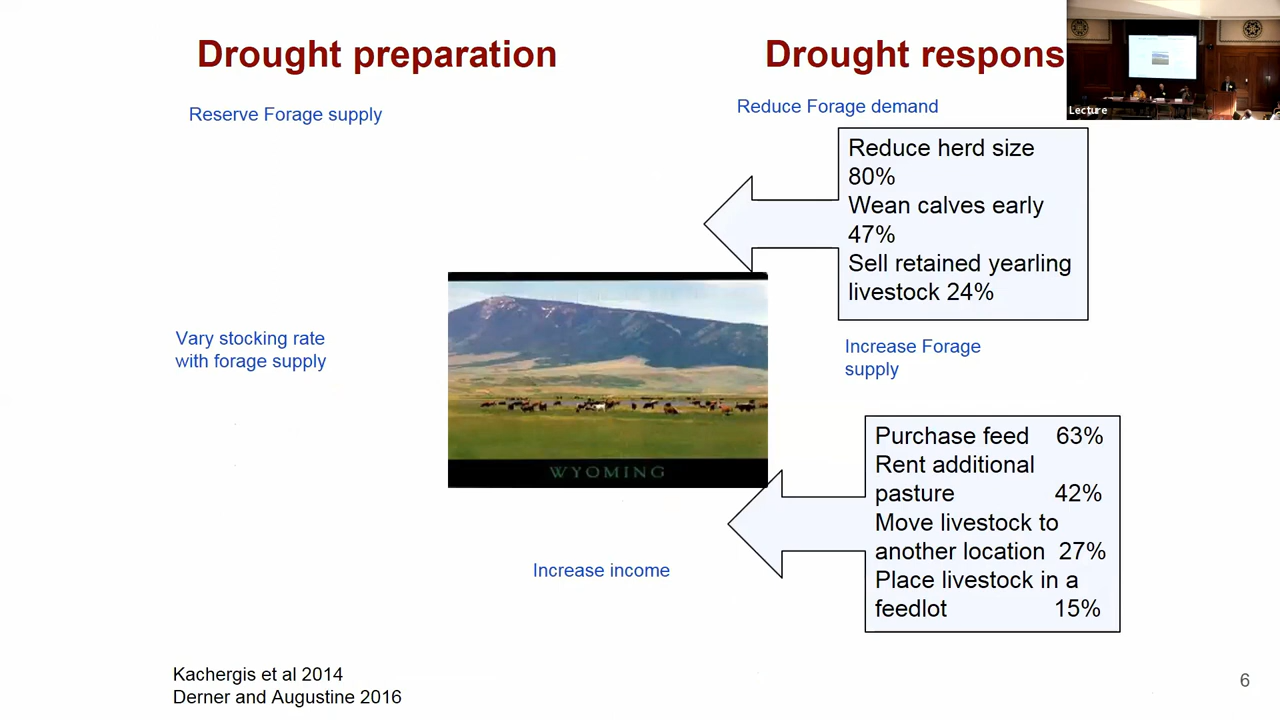 Drought preparation
Drought respons
Lecture
Reserve Forage supply
Reduce Forage demand
Reduce herd size
80%
Wean calves early
47%
Sell retained yearling
livestock 24%
Vary stocking rate
with forage supply
Increase Forage
supply
WYOMING
Purchase feed 63%
Rent additional
pasture 42%
Move livestock to
another location 27%
Place livestock in a
feedlot 15%
Increase income
Kachergis et al 2014
Derner and Augustine 2016
6